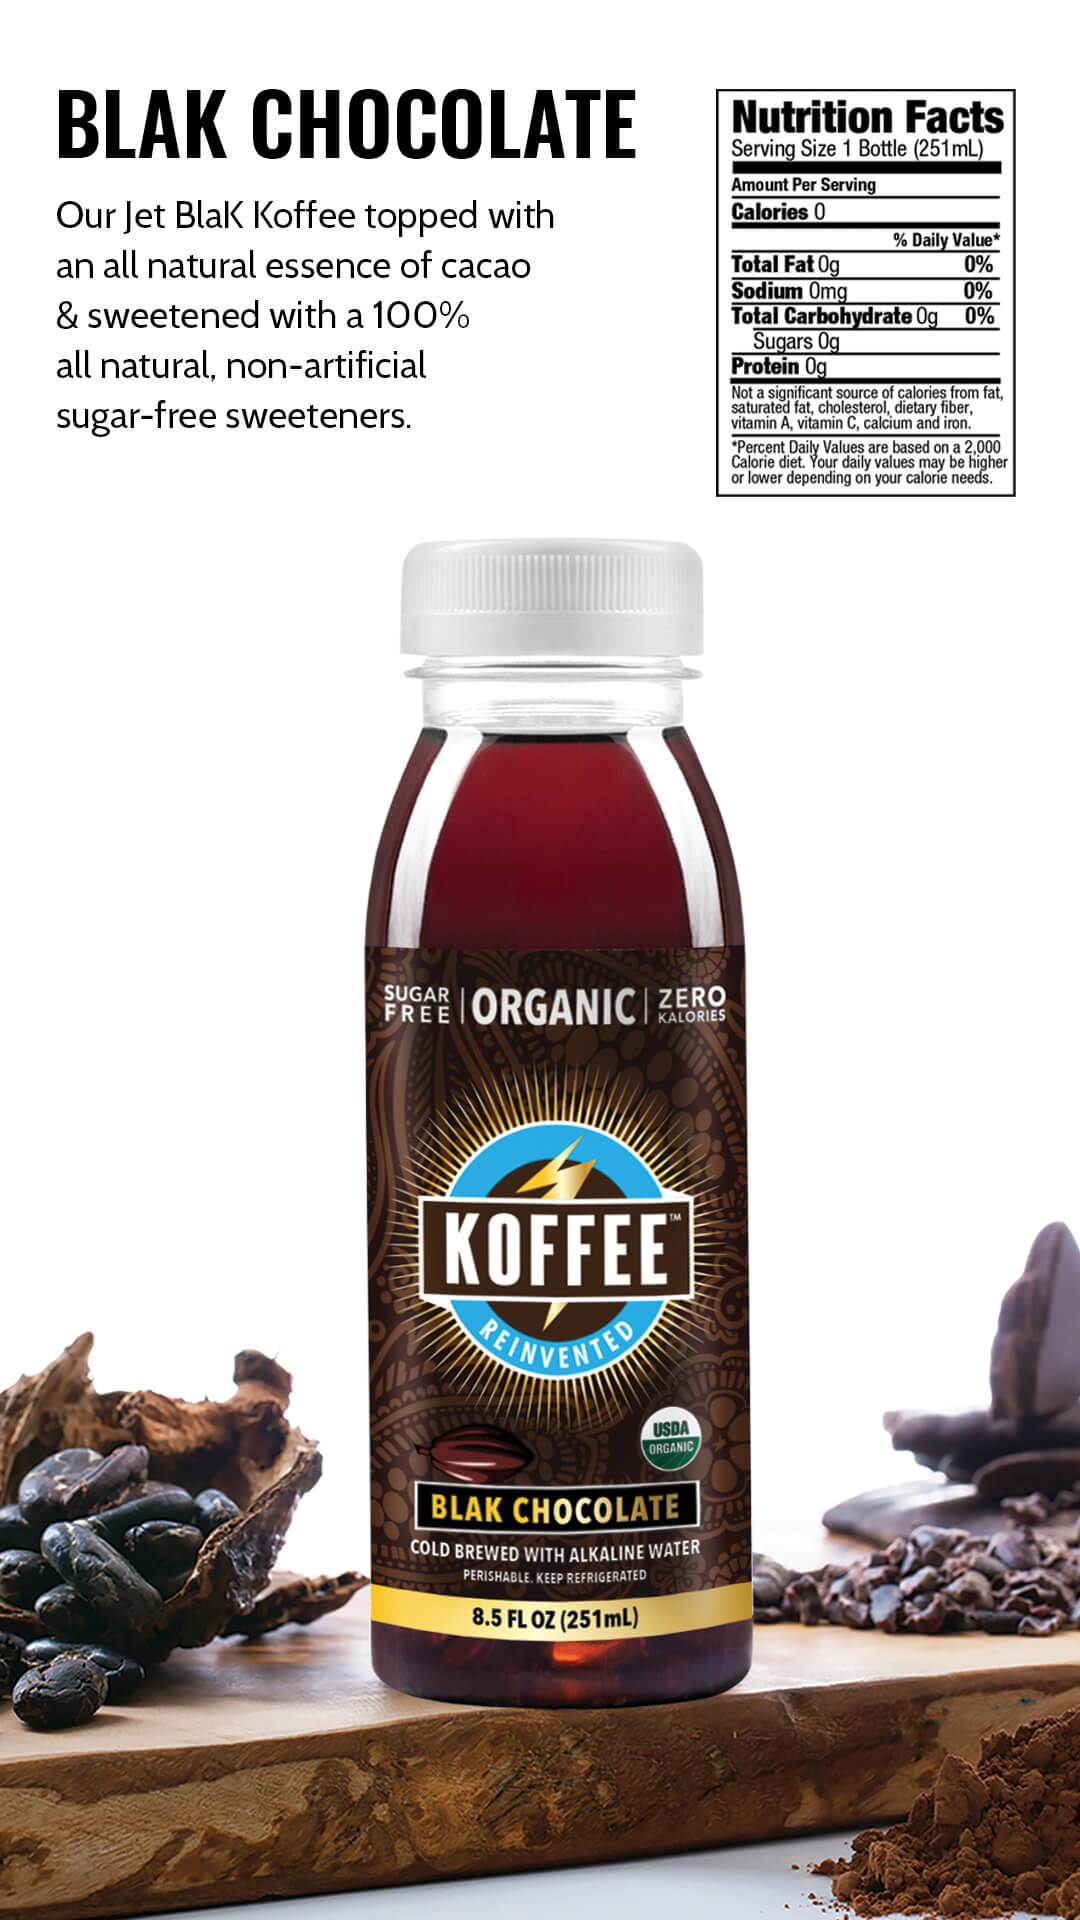 BLAK CHOCOLATE
Our Jet BlaK Koffee topped with
an all natural essence of cacao
& sweetened with a 100%
all natural, non-artificial
sugar-free sweeteners.
Nutrition Facts
Serving Size 1 Bottle (251mL)
Amount Per Serving
Calories 0
% Daily Value*
Total Fat 0g 0%
Sodium 0mg 0%
Total Carbohydrate 0g 0%
Sugars 0g
Protein 0g
Not a significant source of calories from fat,
saturated fat, cholesterol, dietary fiber,
vitamin A, vitamin C, calcium and iron.
*Percent Daily Values are based on a 2,000
Calorie diet. Your daily values may be higher
or lower depending on your calorie needs.
SUGAR FREE | ORGANIC | ZERO KALORIES
KOFFEE™
REINVENTED
USDA
ORGANIC
BLAK CHOCOLATE
COLD BREWED WITH ALKALINE WATER
PERISHABLE. KEEP REFRIGERATED
8.5 FL OZ (251mL)